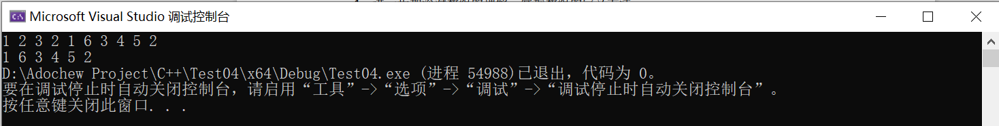 Microsoft Visual Studio 调试控制台
1 2 3 2 1 6 3 4 5 2
1 6 3 4 5 2
D:\Adochew Project\C++\Test04\x64\Debug\Test04.exe (进程 54988)已退出，代码为 0。
要在调试停止时自动关闭控制台，请启用“工具”->“选项”->“调试”->“调试停止时自动关闭控制台”。
按任意键关闭此窗口. . .